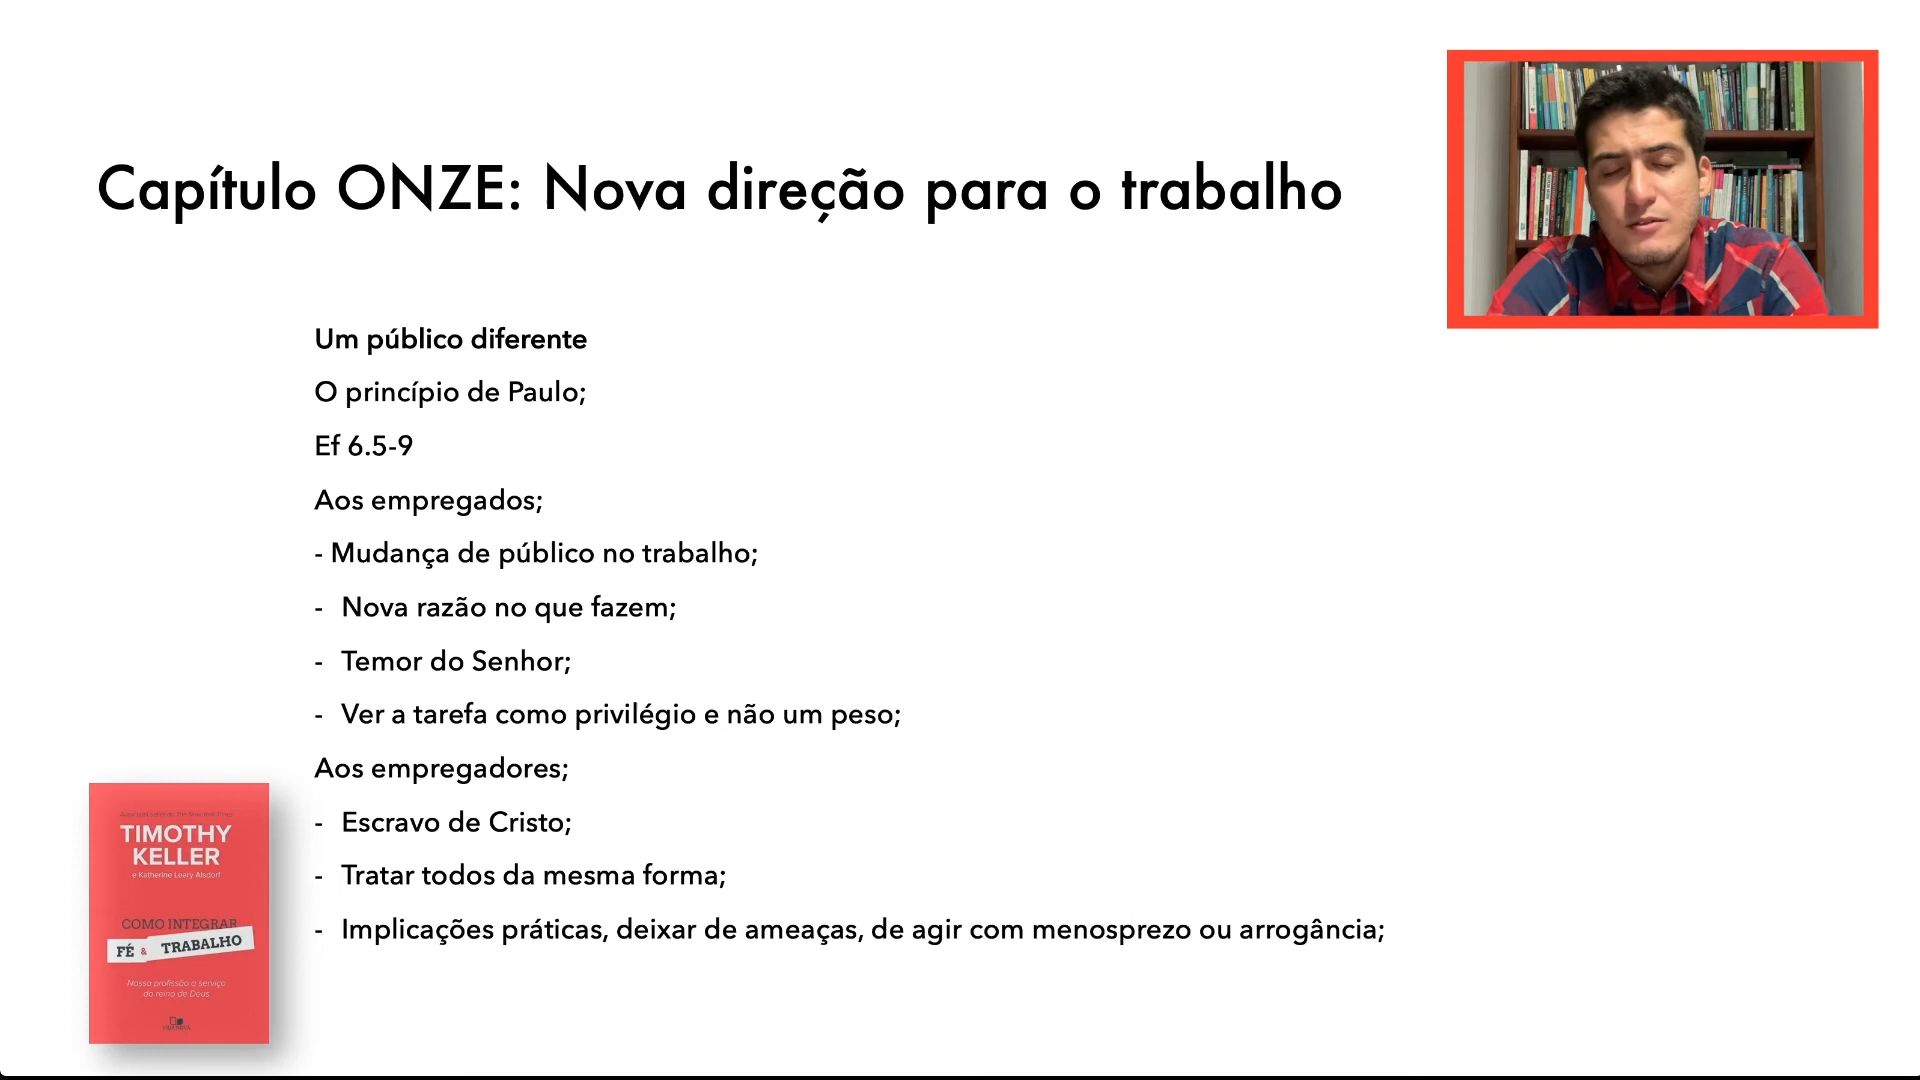 Capítulo ONZE: Nova direção para o trabalho
Um público diferente
O princípio de Paulo;
Ef 6.5-9
Aos empregados;
- Mudança de público no trabalho;
- Nova razão no que fazem;
- Temor do Senhor;
- Ver a tarefa como privilégio e não um peso;
Aos empregadores;
- Escravo de Cristo;
- Tratar todos da mesma forma;
- Implicações práticas, deixar de ameaças, de agir com menosprezo ou arrogância;
TIMOTHY
KELLER
e Katherine Leary Alsdorf
COMO INTEGRAR
FÉ & TRABALHO
Nossa profissão a serviço
do reino de Deus